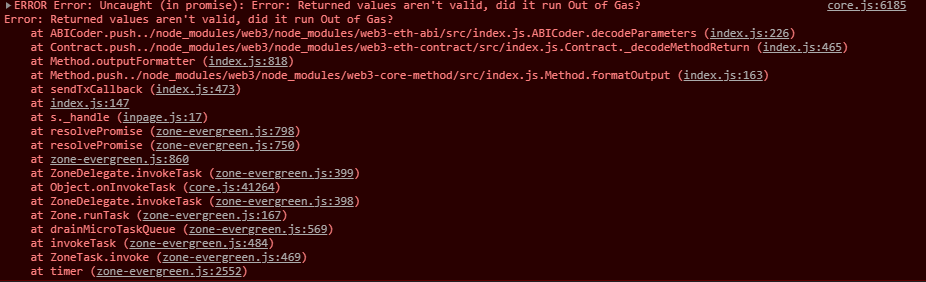 ▶ERROR Error: Uncaught (in promise): Error: Returned values aren't valid, did it run Out of Gas? core.js:6185
Error: Returned values aren't valid, did it run Out of Gas?
at ABICoder.push../node_modules/web3/node_modules/web3-eth-abi/src/index.js.ABICoder.decodeParameters (index.js:226)
at Contract.push../node_modules/web3/node_modules/web3-eth-contract/src/index.js.Contract._decodeMethodReturn (index.js:465)
at Method.outputFormatter (index.js:818)
at Method.push../node_modules/web3/node_modules/web3-core-method/src/index.js.Method.formatOutput (index.js:163)
at sendTxCallback (index.js:473)
at index.js:147
at s._handle (inpage.js:17)
at resolvePromise (zone-evergreen.js:798)
at resolvePromise (zone-evergreen.js:750)
at zone-evergreen.js:860
at ZoneDelegate.invokeTask (zone-evergreen.js:399)
at Object.onInvokeTask (core.js:41264)
at ZoneDelegate.invokeTask (zone-evergreen.js:398)
at Zone.runTask (zone-evergreen.js:167)
at drainMicroTaskQueue (zone-evergreen.js:569)
at invokeTask (zone-evergreen.js:484)
at ZoneTask.invoke (zone-evergreen.js:469)
at timer (zone-evergreen.js:2552)